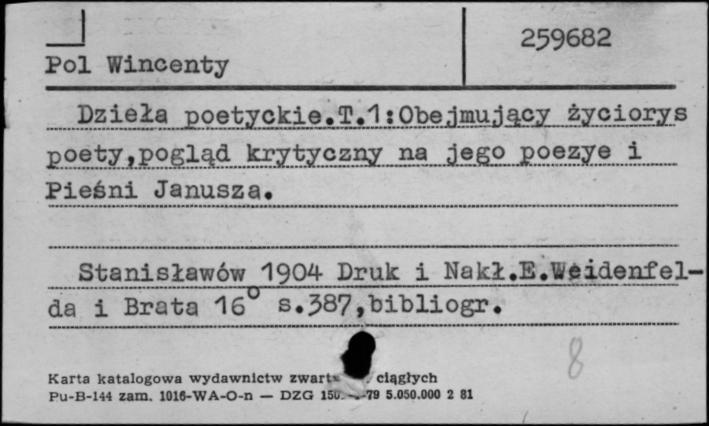 259682
Pol Wincenty
Dzieła poetyckie.T.1:Obejmujący życiorys
poety,pogląd krytyczny na jego poezye i
Pieśni Janusza.
Stanisławów 1904 Druk i Nakł.E.Weidenfel-
da i Brata 16° s.387,bibliogr.
8
Karta katalogowa wydawnictw ciągłych
Pu-B-144 zam. 1016-WA-O-n — DZG 79 5.050.000 2 81